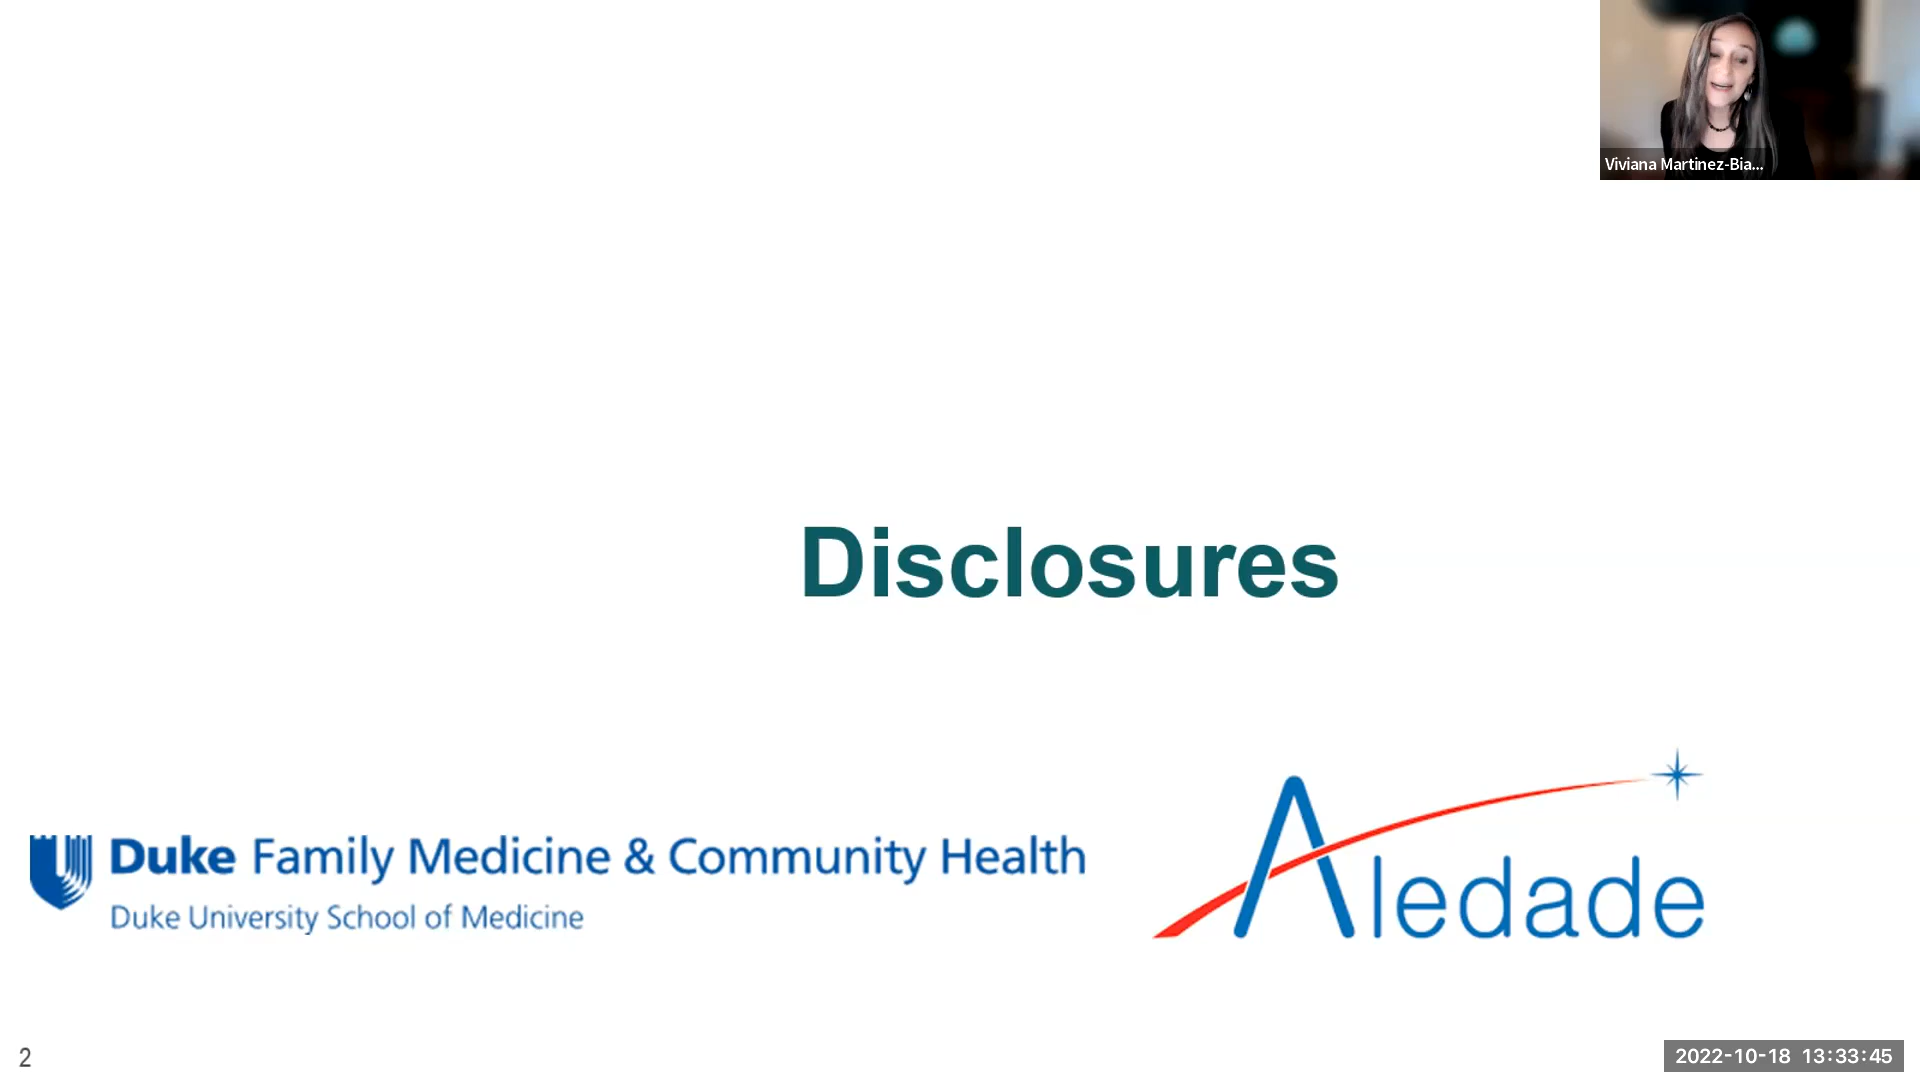 Viviana Martinez-Bia...
Disclosures
Duke Family Medicine & Community Health
Duke University School of Medicine
Aledade
2
2022-10-18 13:33:45